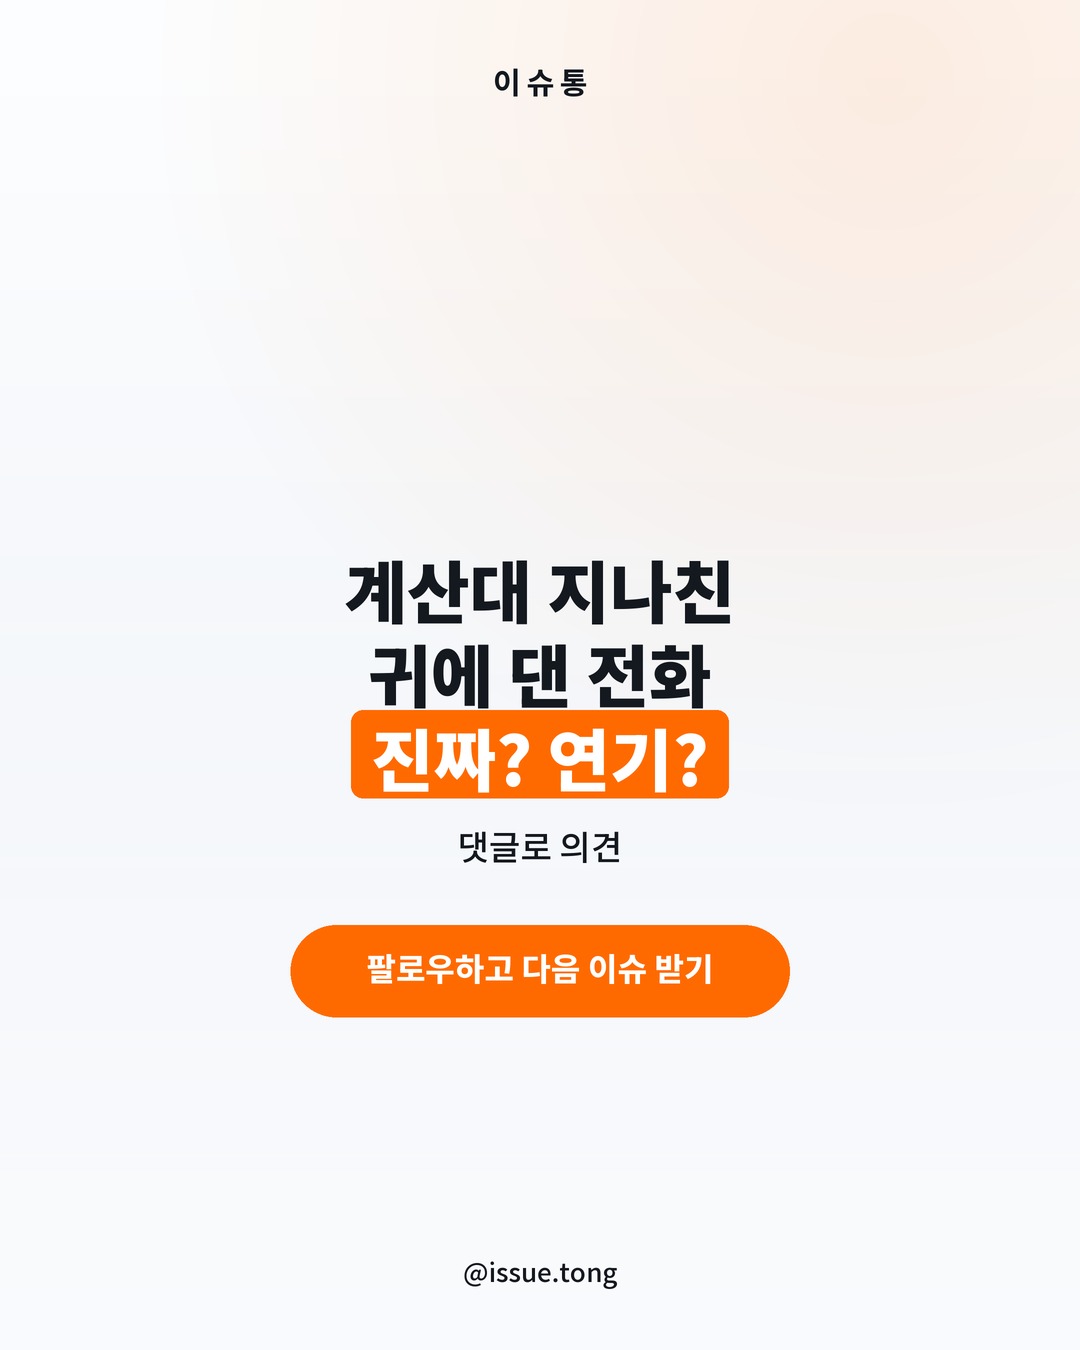 이슈통
계산대 지나친
귀에 댄 전화
진짜? 연기?
댓글로 의견
팔로우하고 다음 이슈 받기
@issue.tong